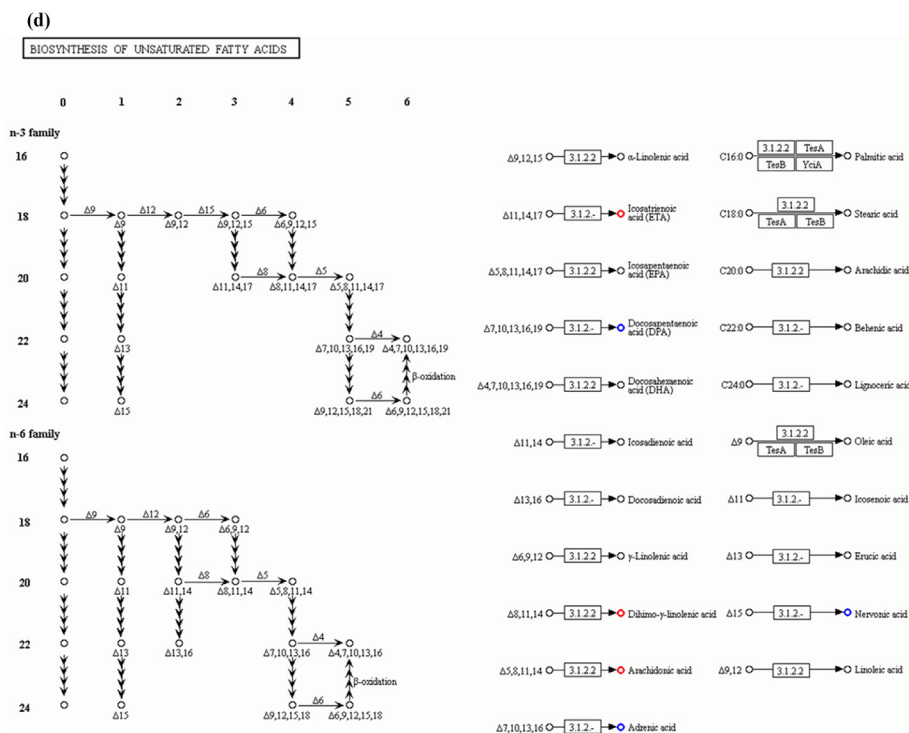 (d)
BIOSYNTHESIS OF UNSATURATED FATTY ACIDS
0 1 2 3 4 5 6
n-3 family
16
Δ9 Δ12 Δ15 Δ6
18
Δ9 Δ9,12 Δ9,12,15 Δ6,9,12,15
Δ8 Δ5
20
Δ11 Δ11,14,17 Δ8,11,14,17 Δ5,8,11,14,17
Δ4
22
Δ13 Δ7,10,13,16,19 Δ4,7,10,13,16,19
β-oxidation
Δ6
24
Δ15 Δ9,12,15,18,21 Δ6,9,12,15,18,21
n-6 family
16
Δ9 Δ12 Δ6
18
Δ9 Δ9,12 Δ6,9,12
Δ8 Δ5
20
Δ11 Δ11,14 Δ8,11,14 Δ5,8,11,14
Δ4
22
Δ13 Δ13,16 Δ7,10,13,16 Δ4,7,10,13,16
β-oxidation
Δ6
24
Δ15 Δ9,12,15,18 Δ6,9,12,15,18
Δ9,12,15 3.1.2.2 α-Linolenic acid
Δ11,14,17 3.1.2.- Icosatrienoic
acid (ETA)
Δ5,8,11,14,17 3.1.2.2 Icosapentaenoic
acid (EPA)
Δ7,10,13,16,19 3.1.2.- Docosapentaenoic
acid (DPA)
Δ4,7,10,13,16,19 3.1.2.2 Docosahexaenoic
acid (DHA)
Δ11,14 3.1.2.- Icosadienoic acid
Δ13,16 3.1.2.- Docosadienoic acid
Δ6,9,12 3.1.2.2 γ-Linolenic acid
Δ8,11,14 3.1.2.2 Dihimo-γ-linolenic acid
Δ5,8,11,14 3.1.2.2 Arachidonic acid
Δ7,10,13,16 3.1.2.- Adrenic acid
C16:0 3.1.2.2 TesA Palmitic acid
TesB YciA
C18:0 3.1.2.2 Stearic acid
TesA TesB
C20:0 3.1.2.2 Arachidic acid
C22:0 3.1.2.- Behenic acid
C24:0 3.1.2.- Lignoceric acid
Δ9 3.1.2.2 Oleic acid
TesA TesB
Δ11 3.1.2.- Icosenoic acid
Δ13 3.1.2.- Erucic acid
Δ15 3.1.2.- Nervonic acid
Δ9,12 3.1.2.2 Linoleic acid